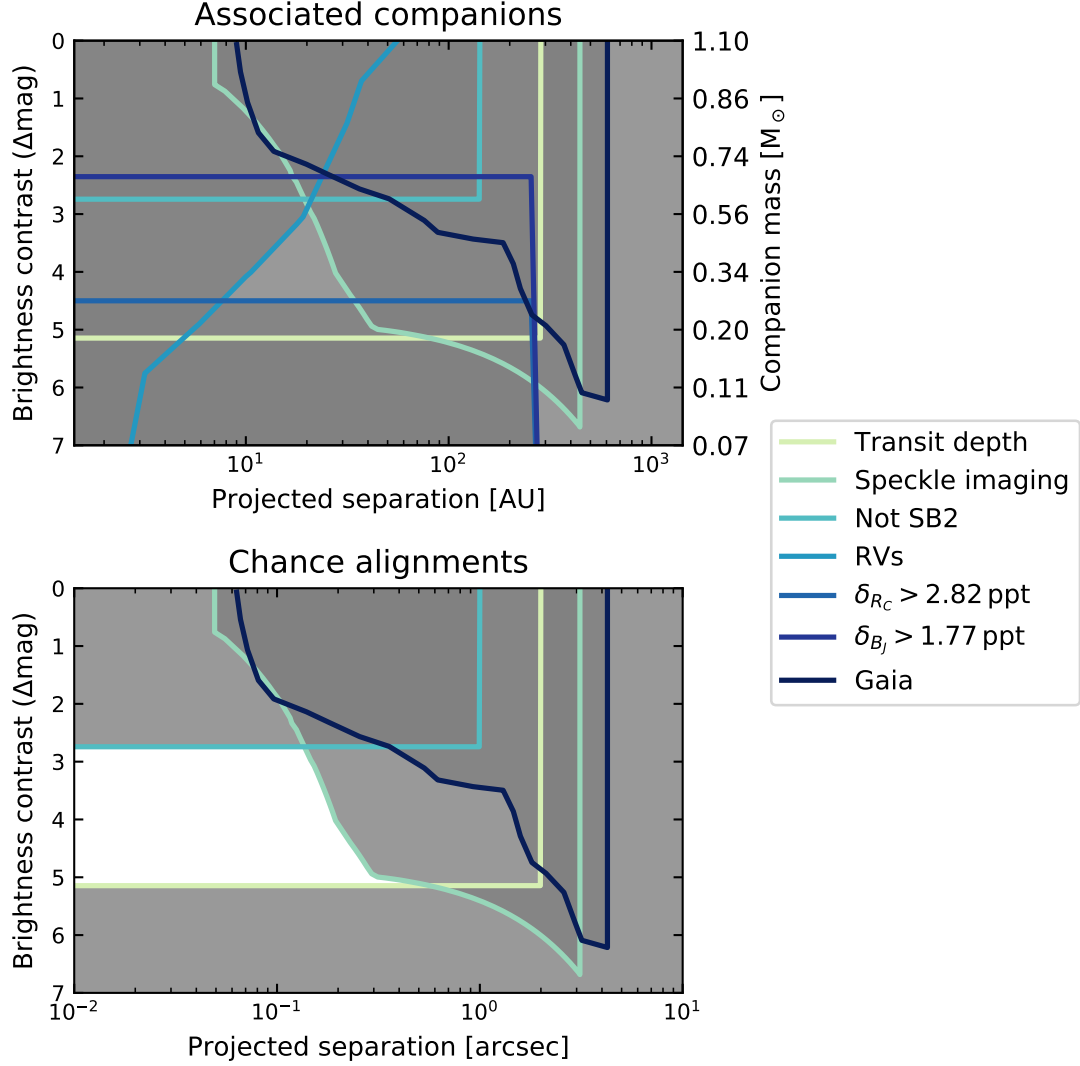 Associated companions
Brightness contrast (Δmag)
0
1
2
3
4
5
6
7
1.10
0.86
0.74
0.56
0.34
0.20
0.11
0.07
Companion mass [M⊙]
10¹
10²
10³
Projected separation [AU]
Transit depth
Speckle imaging
Not SB2
RVs
δ_{R_C} > 2.82 ppt
δ_{B_J} > 1.77 ppt
Gaia
Chance alignments
Brightness contrast (Δmag)
0
1
2
3
4
5
6
7
10⁻²
10⁻¹
10⁰
10¹
Projected separation [arcsec]